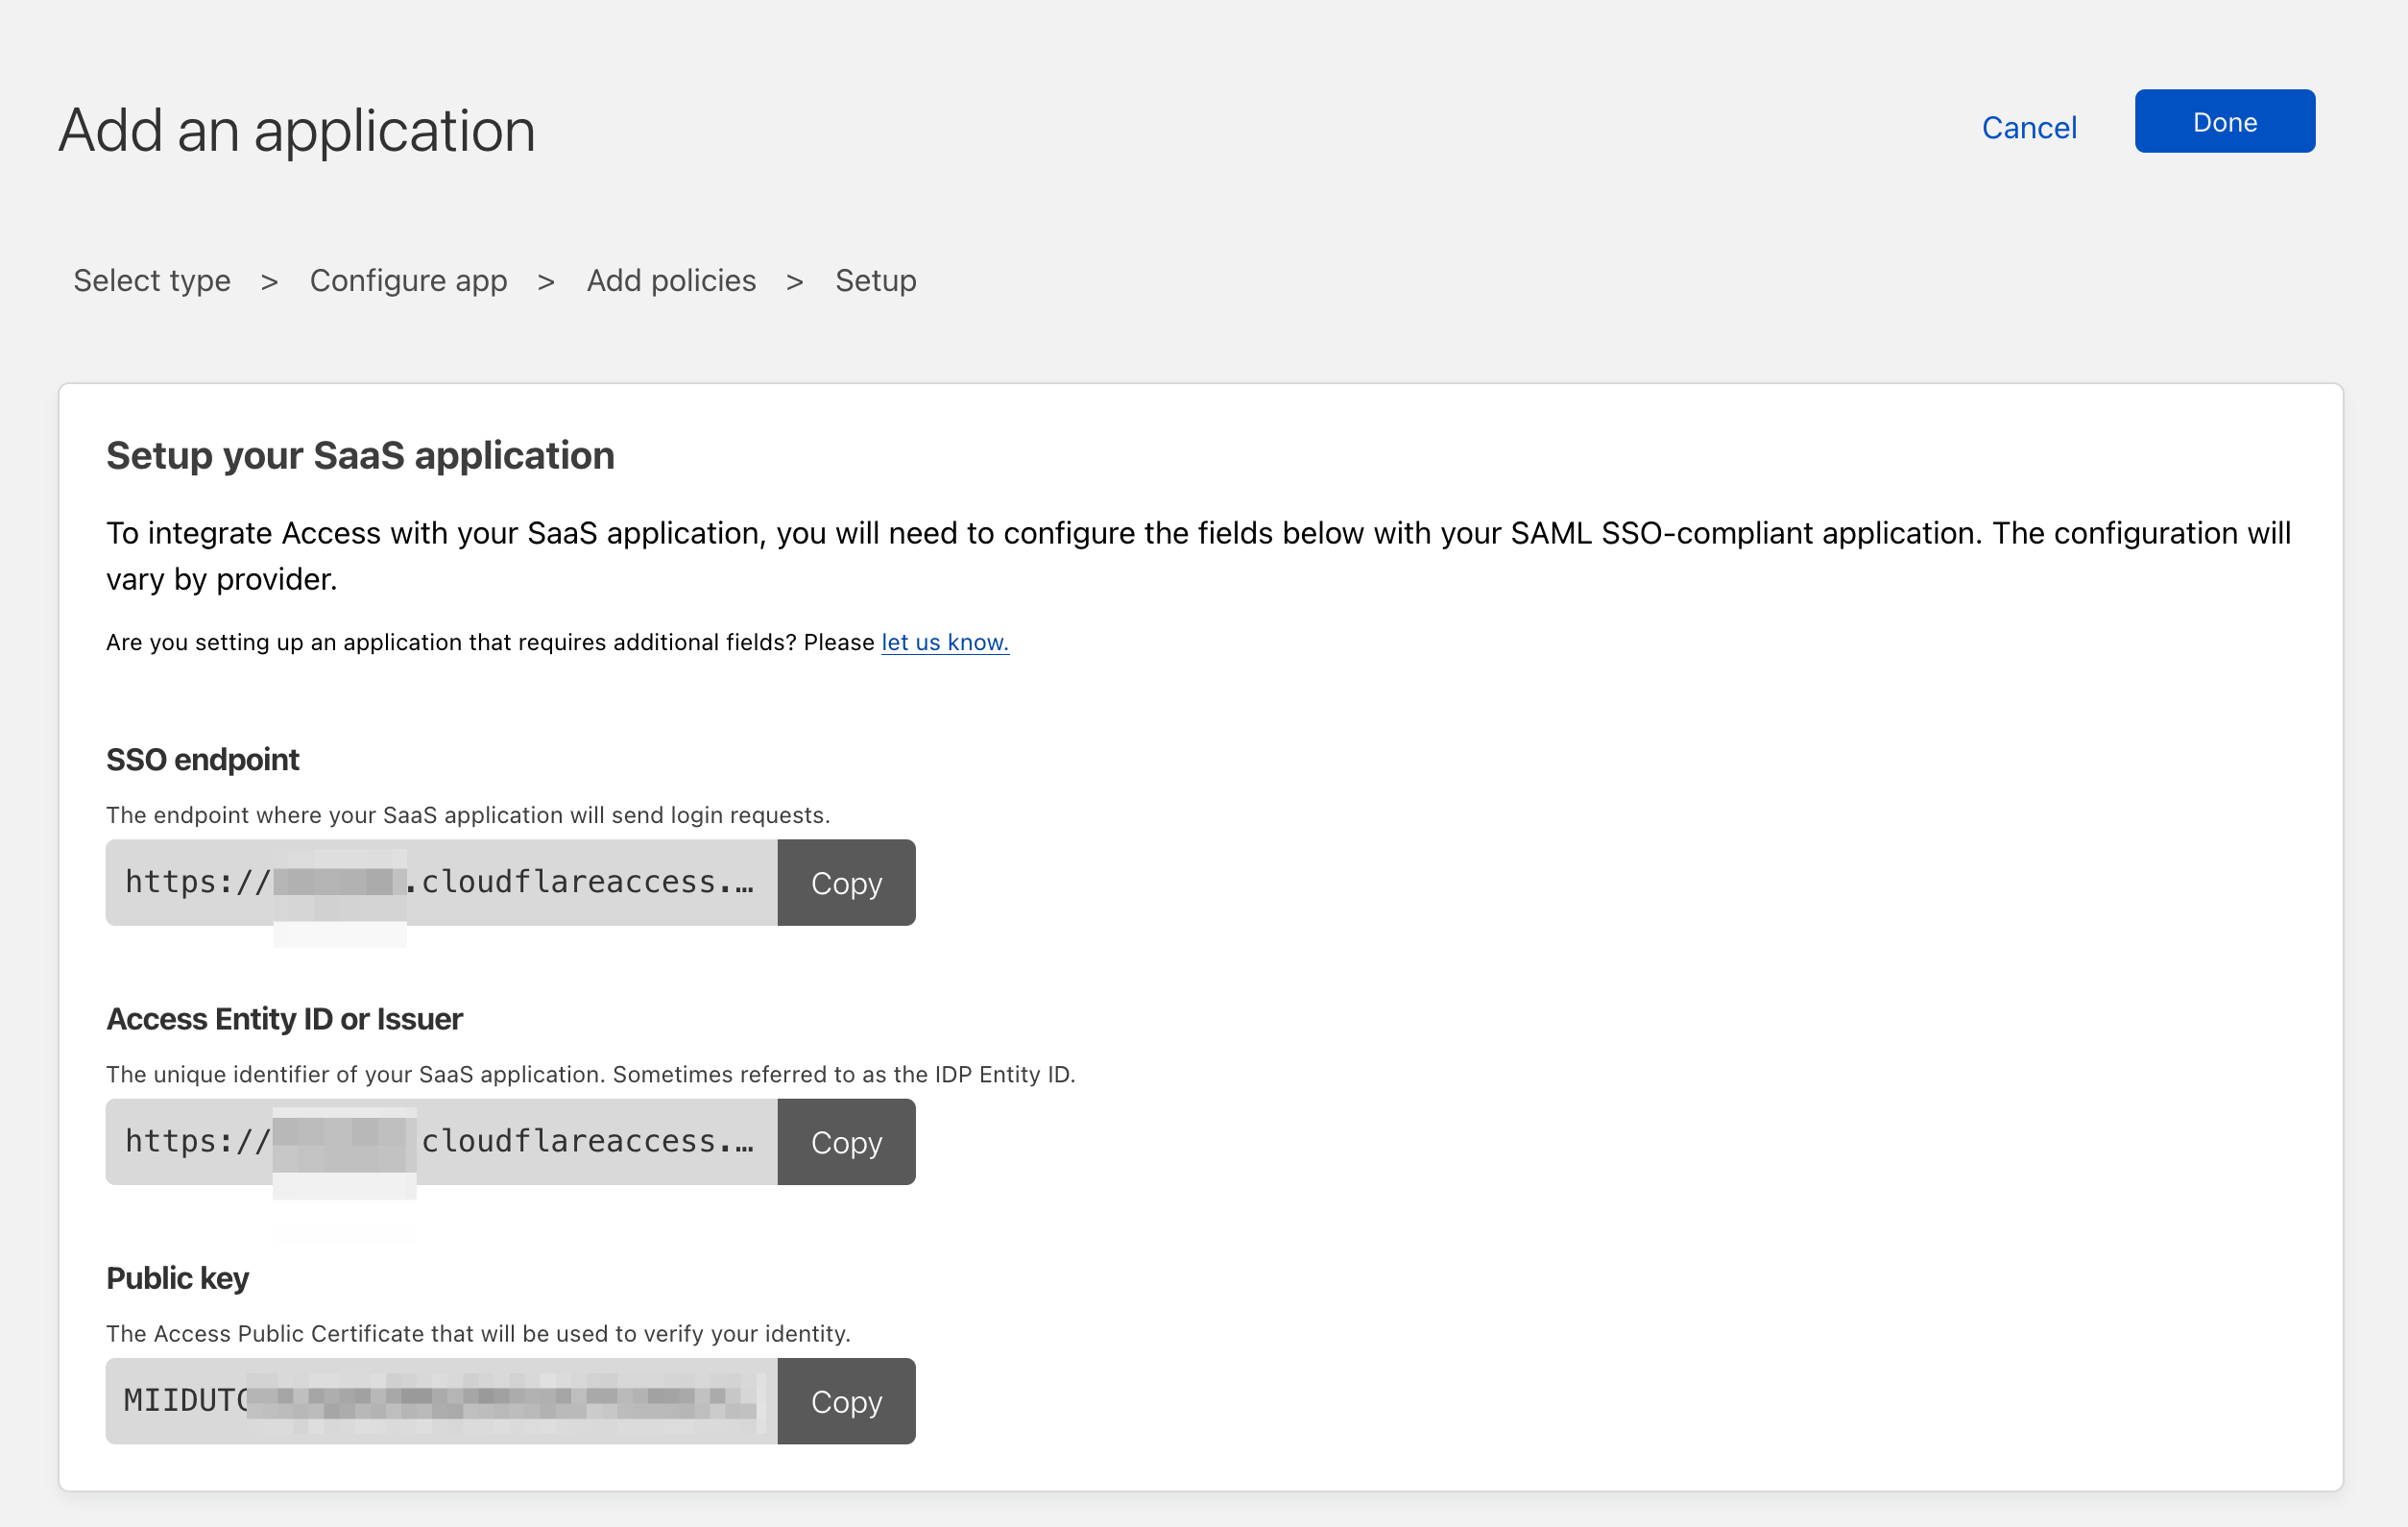 Add an application
Cancel
Done
Select type > Configure app > Add policies > Setup
Setup your SaaS application
To integrate Access with your SaaS application, you will need to configure the fields below with your SAML SSO-compliant application. The configuration will
vary by provider.
Are you setting up an application that requires additional fields? Please let us know.
SSO endpoint
The endpoint where your SaaS application will send login requests.
https:// .cloudflareaccess.…
Copy
Access Entity ID or Issuer
The unique identifier of your SaaS application. Sometimes referred to as the IDP Entity ID.
https:// cloudflareaccess.…
Copy
Public key
The Access Public Certificate that will be used to verify your identity.
MIIDUT
Copy